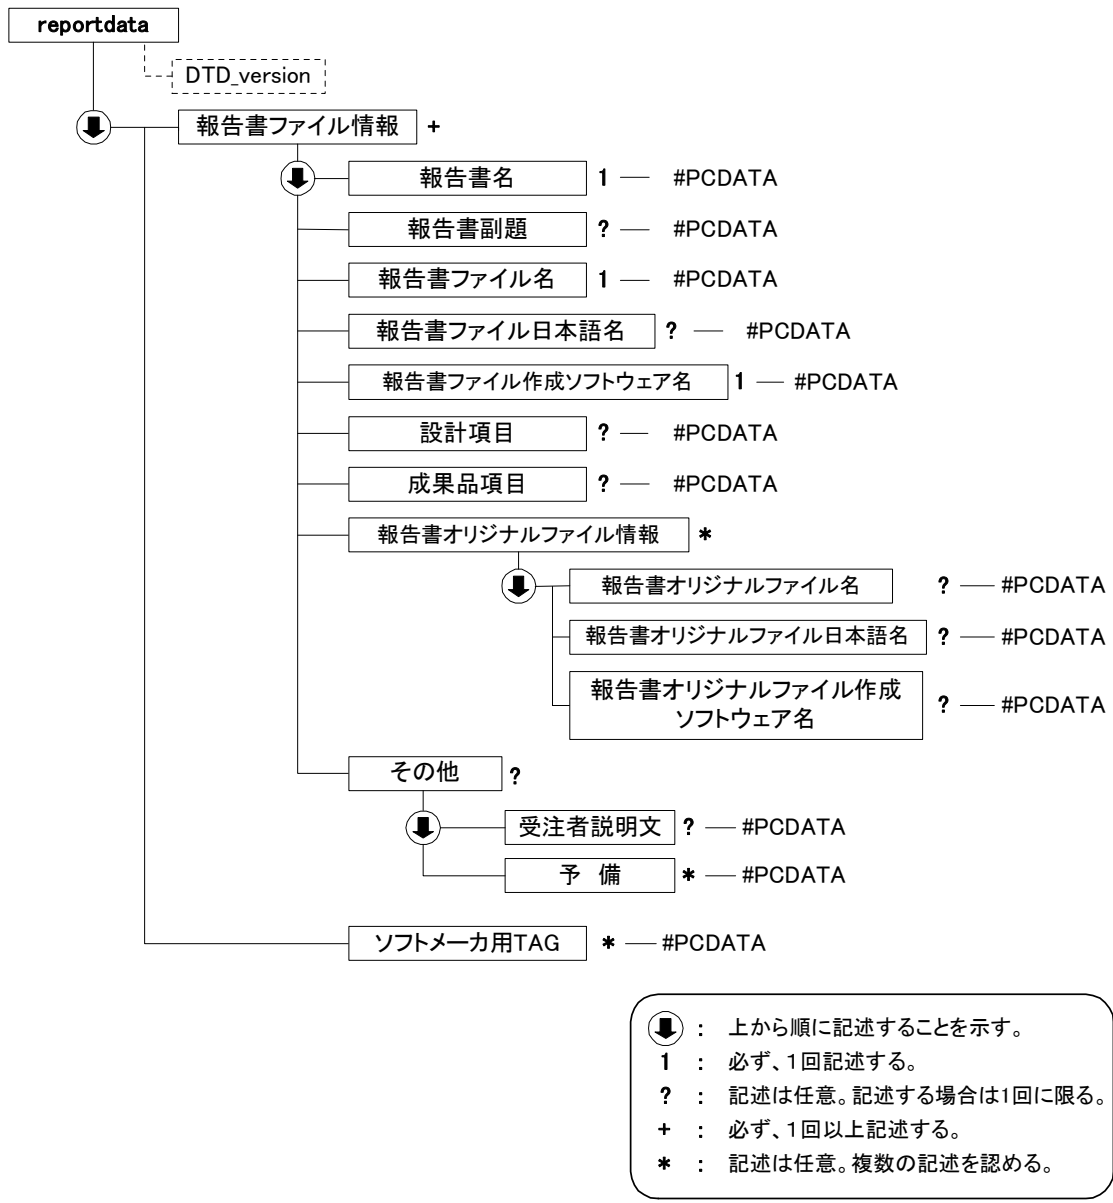 reportdata
DTD_version
報告書ファイル情報 +
報告書名 1 #PCDATA
報告書副題 ? #PCDATA
報告書ファイル名 1 #PCDATA
報告書ファイル日本語名 ? #PCDATA
報告書ファイル作成ソフトウェア名 1 #PCDATA
設計項目 ? #PCDATA
成果品項目 ? #PCDATA
報告書オリジナルファイル情報 *
報告書オリジナルファイル名 ? #PCDATA
報告書オリジナルファイル日本語名 ? #PCDATA
報告書オリジナルファイル作成
ソフトウェア名 ? #PCDATA
その他 ?
受注者説明文 ? #PCDATA
予 備 * #PCDATA
ソフトメーカ用TAG * #PCDATA
: 上から順に記述することを示す。
1 : 必ず、1回記述する。
? : 記述は任意。記述する場合は1回に限る。
+ : 必ず、1回以上記述する。
* : 記述は任意。複数の記述を認める。